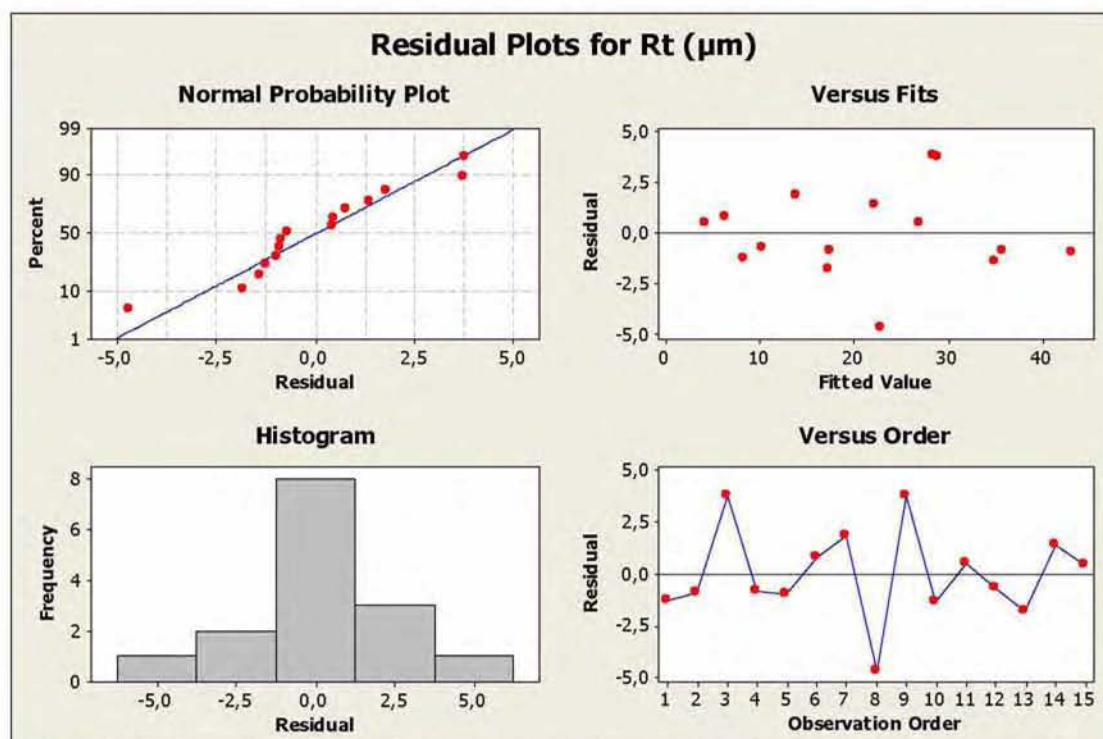 Residual Plots for Rt (µm)
Normal Probability Plot
99
90
50
10
1
Percent
-5,0 -2,5 0,0 2,5 5,0
Residual
Versus Fits
5,0
2,5
0,0
-2,5
-5,0
Residual
0 10 20 30 40
Fitted Value
Histogram
8
6
4
2
0
Frequency
-5,0 -2,5 0,0 2,5 5,0
Residual
Versus Order
5,0
2,5
0,0
-2,5
-5,0
Residual
1 2 3 4 5 6 7 8 9 10 11 12 13 14 15
Observation Order